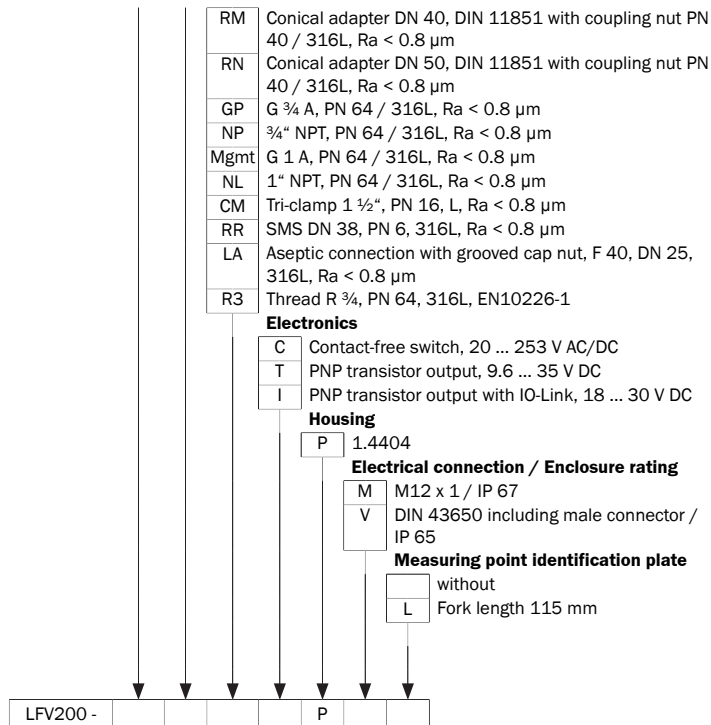 RM Conical adapter DN 40, DIN 11851 with coupling nut PN
40 / 316L, Ra < 0.8 µm
RN Conical adapter DN 50, DIN 11851 with coupling nut PN
40 / 316L, Ra < 0.8 µm
GP G ¾ A, PN 64 / 316L, Ra < 0.8 µm
NP ¾“ NPT, PN 64 / 316L, Ra < 0.8 µm
Mgmt G 1 A, PN 64 / 316L, Ra < 0.8 µm
NL 1“ NPT, PN 64 / 316L, Ra < 0.8 µm
CM Tri-clamp 1 ½“, PN 16, L, Ra < 0.8 µm
RR SMS DN 38, PN 6, 316L, Ra < 0.8 µm
LA Aseptic connection with grooved cap nut, F 40, DN 25,
316L, Ra < 0.8 µm
R3 Thread R ¾, PN 64, 316L, EN10226-1
Electronics
C Contact-free switch, 20 ... 253 V AC/DC
T PNP transistor output, 9.6 ... 35 V DC
I PNP transistor output with IO-Link, 18 ... 30 V DC
Housing
P 1.4404
Electrical connection / Enclosure rating
M M12 x 1 / IP 67
V DIN 43650 including male connector /
IP 65
Measuring point identification plate
without
L Fork length 115 mm
LFV200 - P